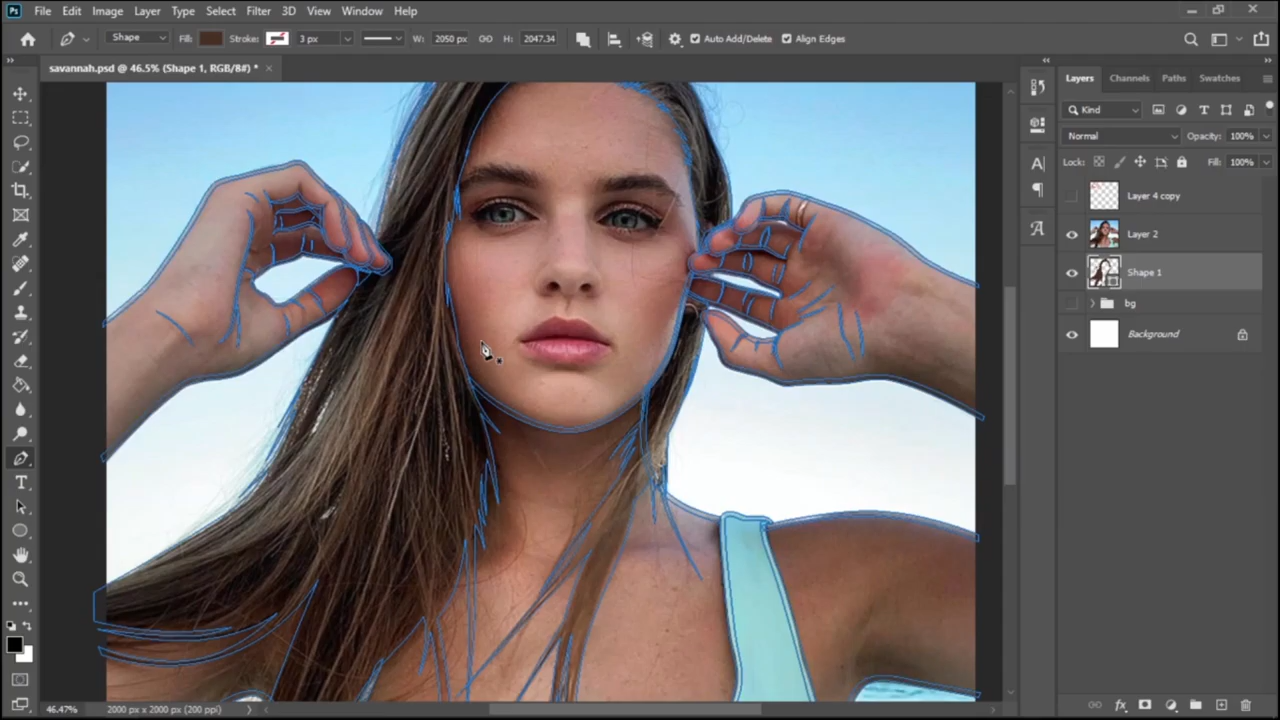 Ps File Edit Image Layer Type Select Filter 3D View Window Help
Shape Fill: Stroke: 3 px W: 2050 px H: 2047.34 Auto Add/Delete Align Edges
savannah.psd @ 46.5% (Shape 1, RGB/8#) *
Layers Channels Paths Swatches
Kind
Normal Opacity: 100%
Lock: Fill: 100%
Layer 4 copy
Layer 2
Shape 1
bg
Background
46.47% 2000 px x 2000 px (200 ppi)